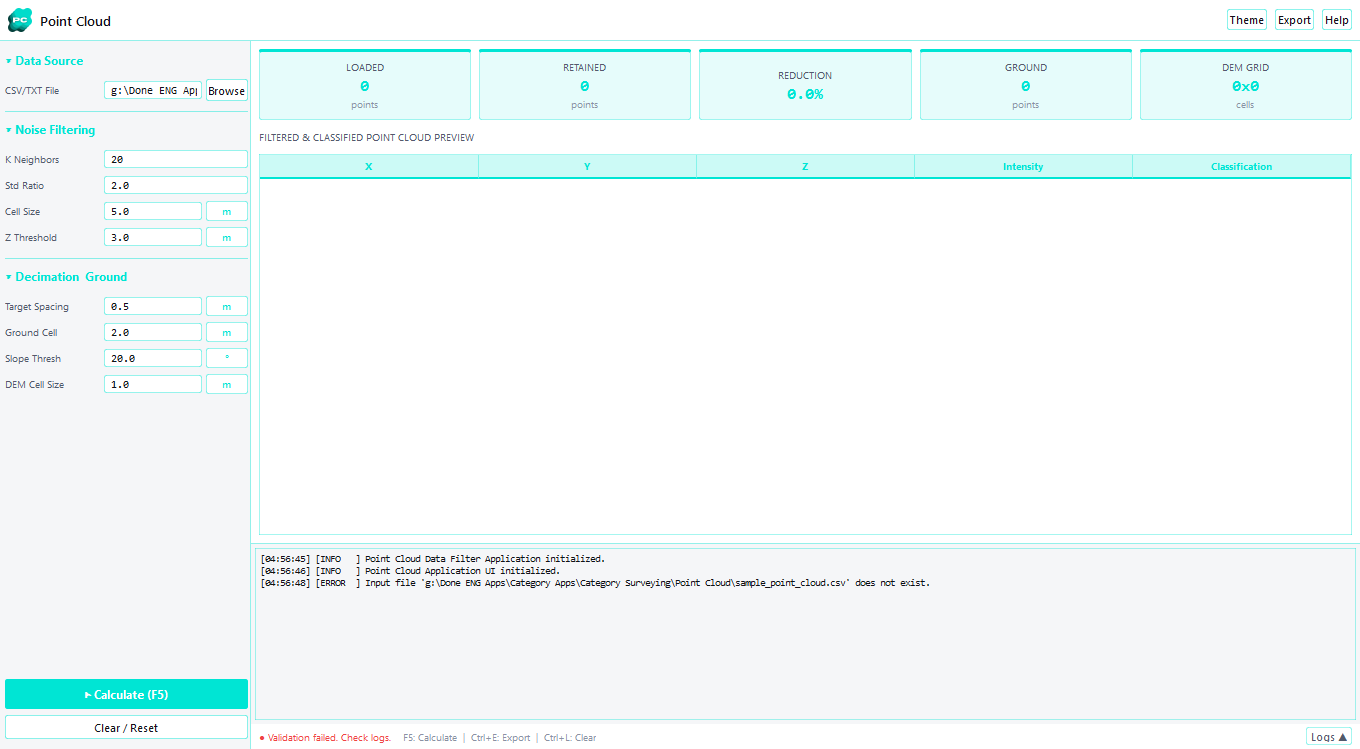 PC Point Cloud
Theme Export Help
▾ Data Source
CSV/TXT File g:\Done ENG App Browse
▾ Noise Filtering
K Neighbors 20
Std Ratio 2.0
Cell Size 5.0 m
Z Threshold 3.0 m
▾ Decimation Ground
Target Spacing 0.5 m
Ground Cell 2.0 m
Slope Thresh 20.0 °
DEM Cell Size 1.0 m
▶ Calculate (F5)
Clear / Reset
LOADED
0
points
RETAINED
0
points
REDUCTION
0.0%
GROUND
0
points
DEM GRID
0x0
cells
FILTERED & CLASSIFIED POINT CLOUD PREVIEW
X Y Z Intensity Classification
[04:56:45] [INFO ] Point Cloud Data Filter Application initialized.
[04:56:46] [INFO ] Point Cloud Application UI initialized.
[04:56:48] [ERROR ] Input file 'g:\Done ENG Apps\Category Apps\Category Surveying\Point Cloud\sample_point_cloud.csv' does not exist.
● Validation failed. Check logs. F5: Calculate | Ctrl+E: Export | Ctrl+L: Clear
Logs ▲